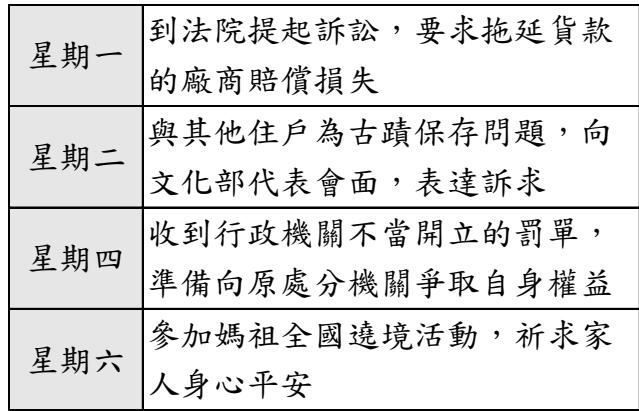 星期一
到法院提起訴訟，要求拖延貨款
的廠商賠償損失
星期二
與其他住戶為古蹟保存問題，向
文化部代表會面，表達訴求
星期四
收到行政機關不當開立的罰單，
準備向原處分機關爭取自身權益
星期六
參加媽祖全國遶境活動，祈求家
人身心平安